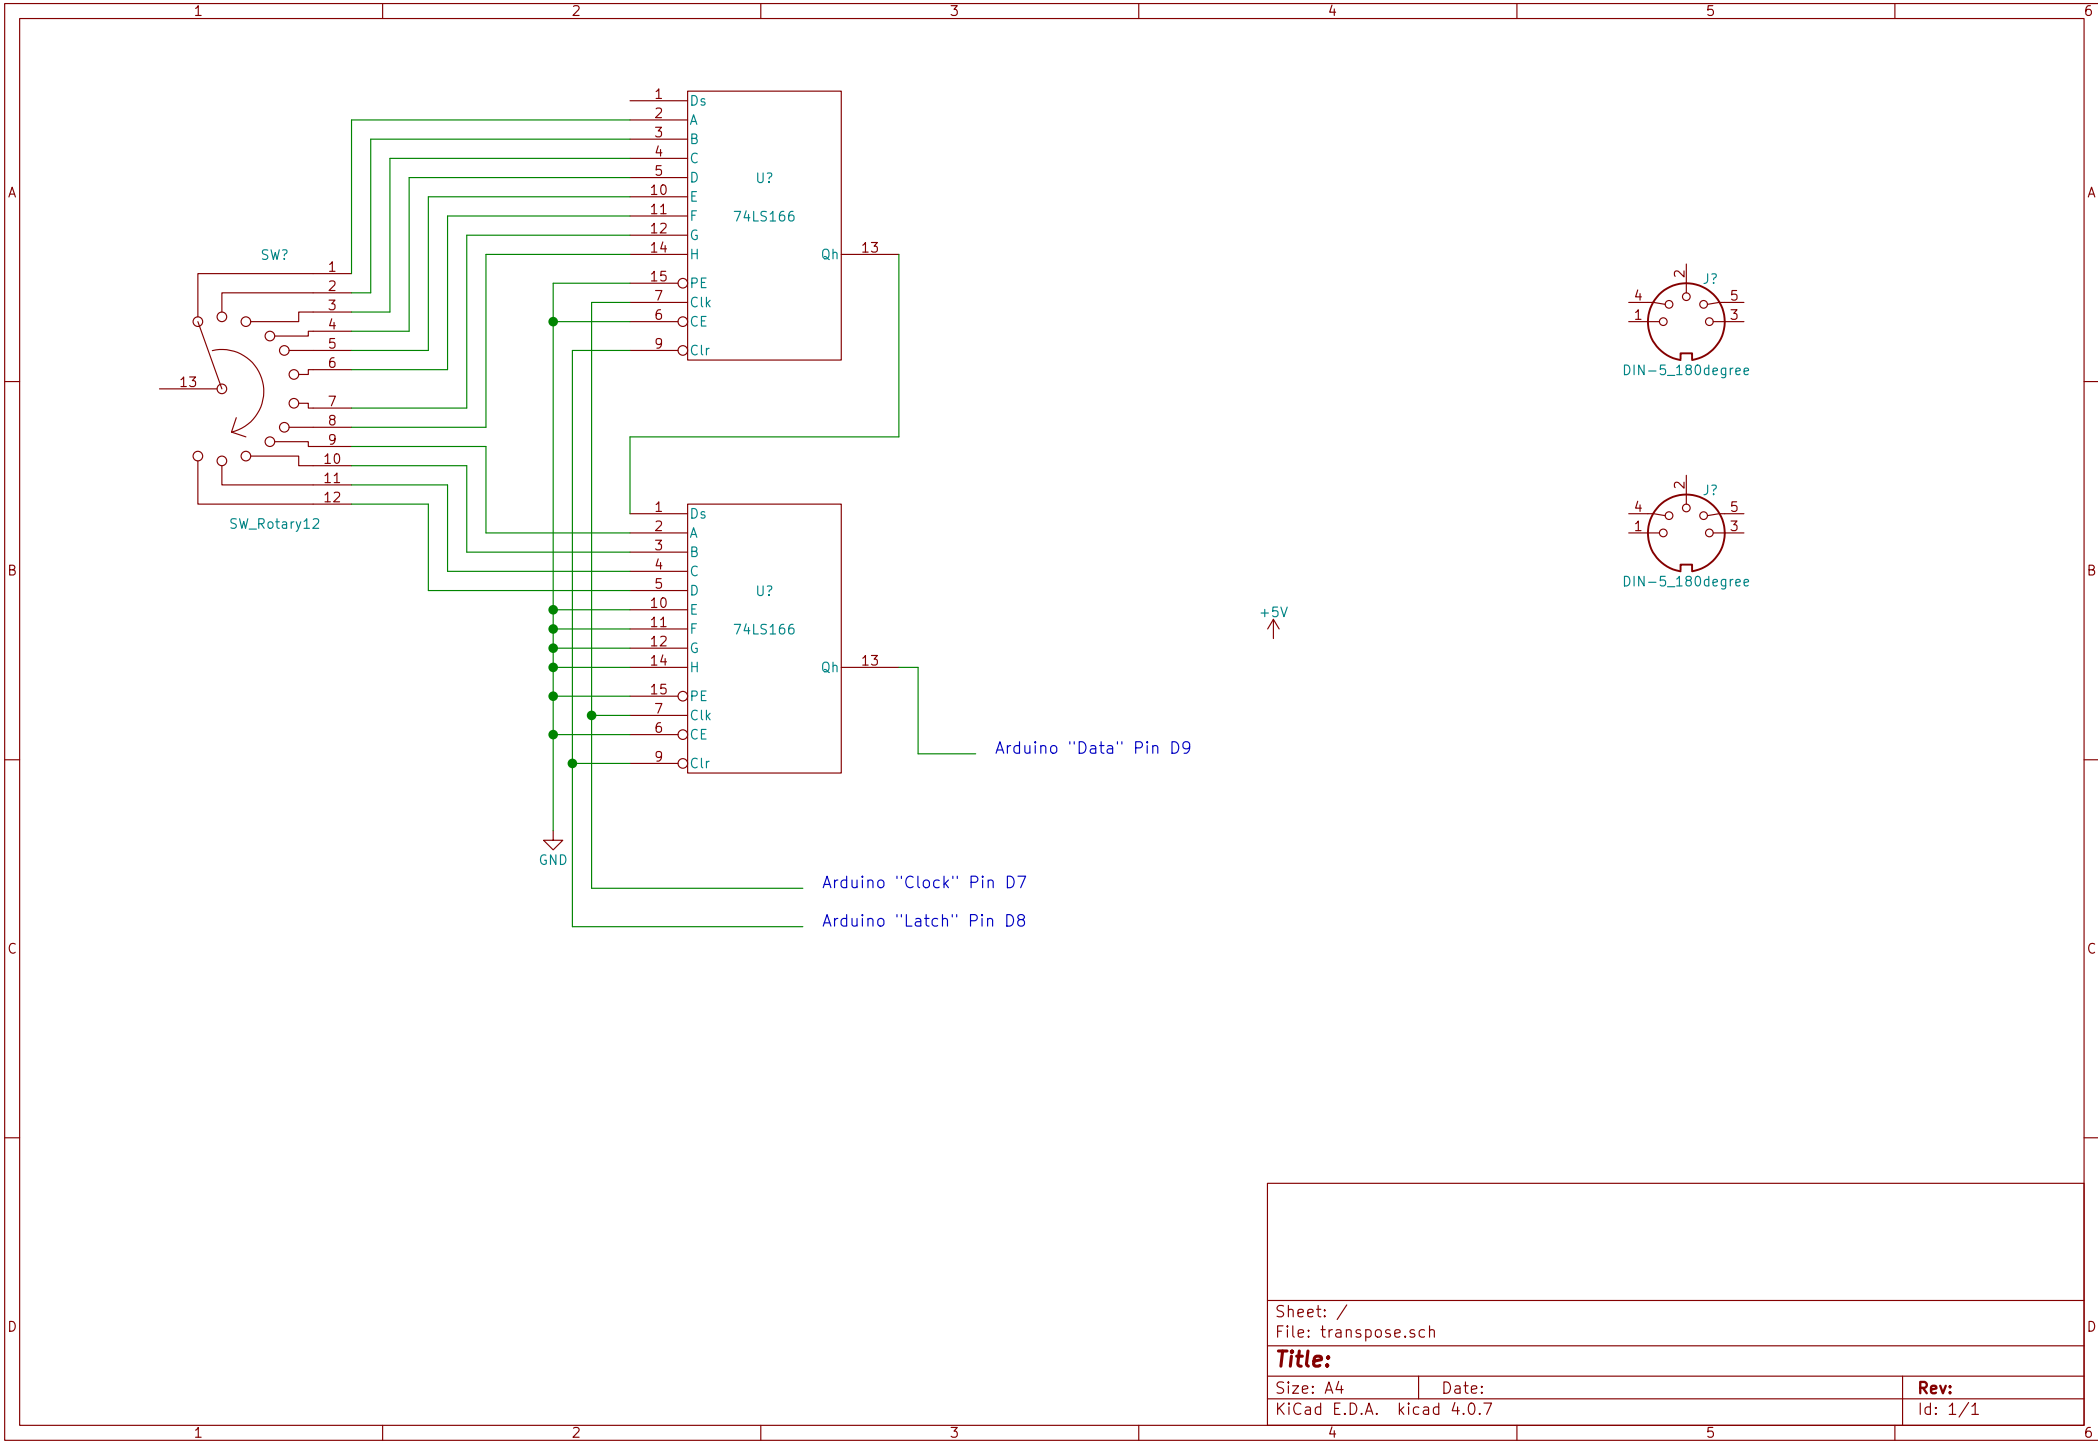 1 2 3 4 5 6
A A
B B
C C
D D
SW?
1
2
3
4
5
6
7
8
9
10
11
12
13
SW_Rotary12
1 Ds
2 A
3 B
4 C
5 D
10 E
11 F
12 G
14 H
15 PE
7 Clk
6 CE
9 Clr
U?
74LS166
Qh 13
1 Ds
2 A
3 B
4 C
5 D
10 E
11 F
12 G
14 H
15 PE
7 Clk
6 CE
9 Clr
U?
74LS166
Qh 13
Arduino "Data" Pin D9
GND
Arduino "Clock" Pin D7
Arduino "Latch" Pin D8
+5V
2 J?
4 5
1 3
DIN-5_180degree
2 J?
4 5
1 3
DIN-5_180degree
Sheet: /
File: transpose.sch
Title:
Size: A4 Date: Rev:
KiCad E.D.A. kicad 4.0.7 Id: 1/1
1 2 3 4 5 6